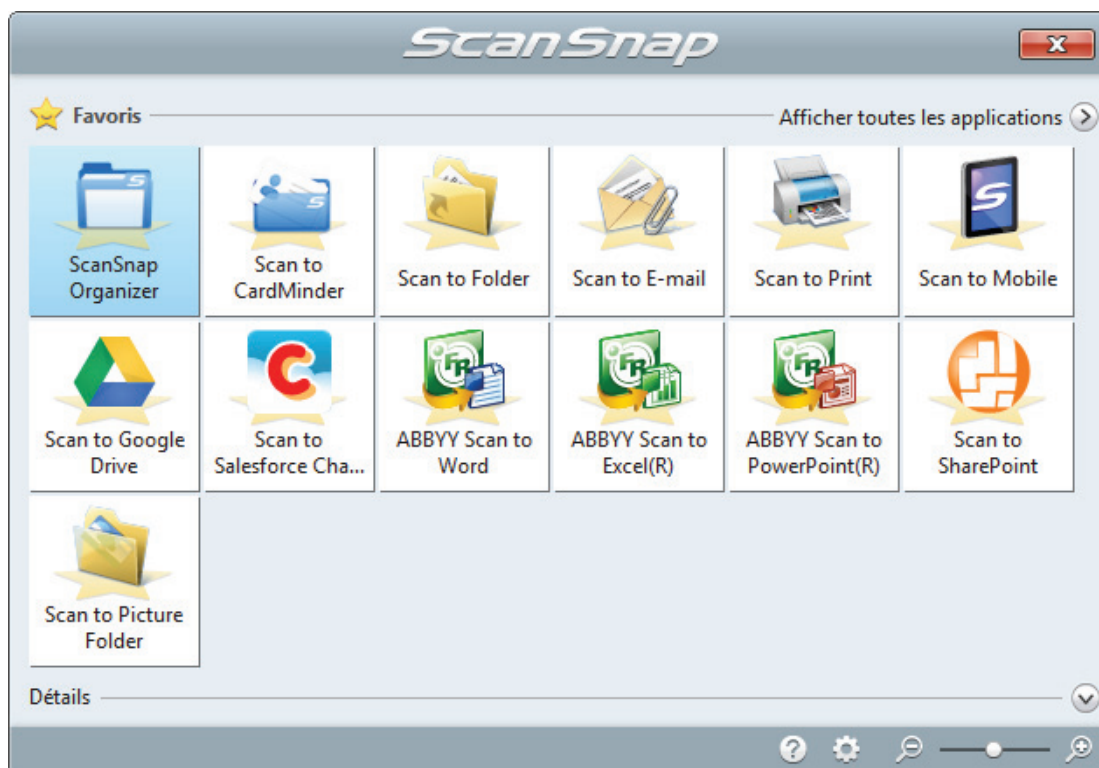 ScanSnap
Favoris
Afficher toutes les applications
ScanSnap
Organizer
Scan to
CardMinder
Scan to Folder
Scan to E-mail
Scan to Print
Scan to Mobile
Scan to Google
Drive
Scan to
Salesforce Cha...
ABBYY Scan to
Word
ABBYY Scan to
Excel(R)
ABBYY Scan to
PowerPoint(R)
Scan to
SharePoint
Scan to Picture
Folder
Détails